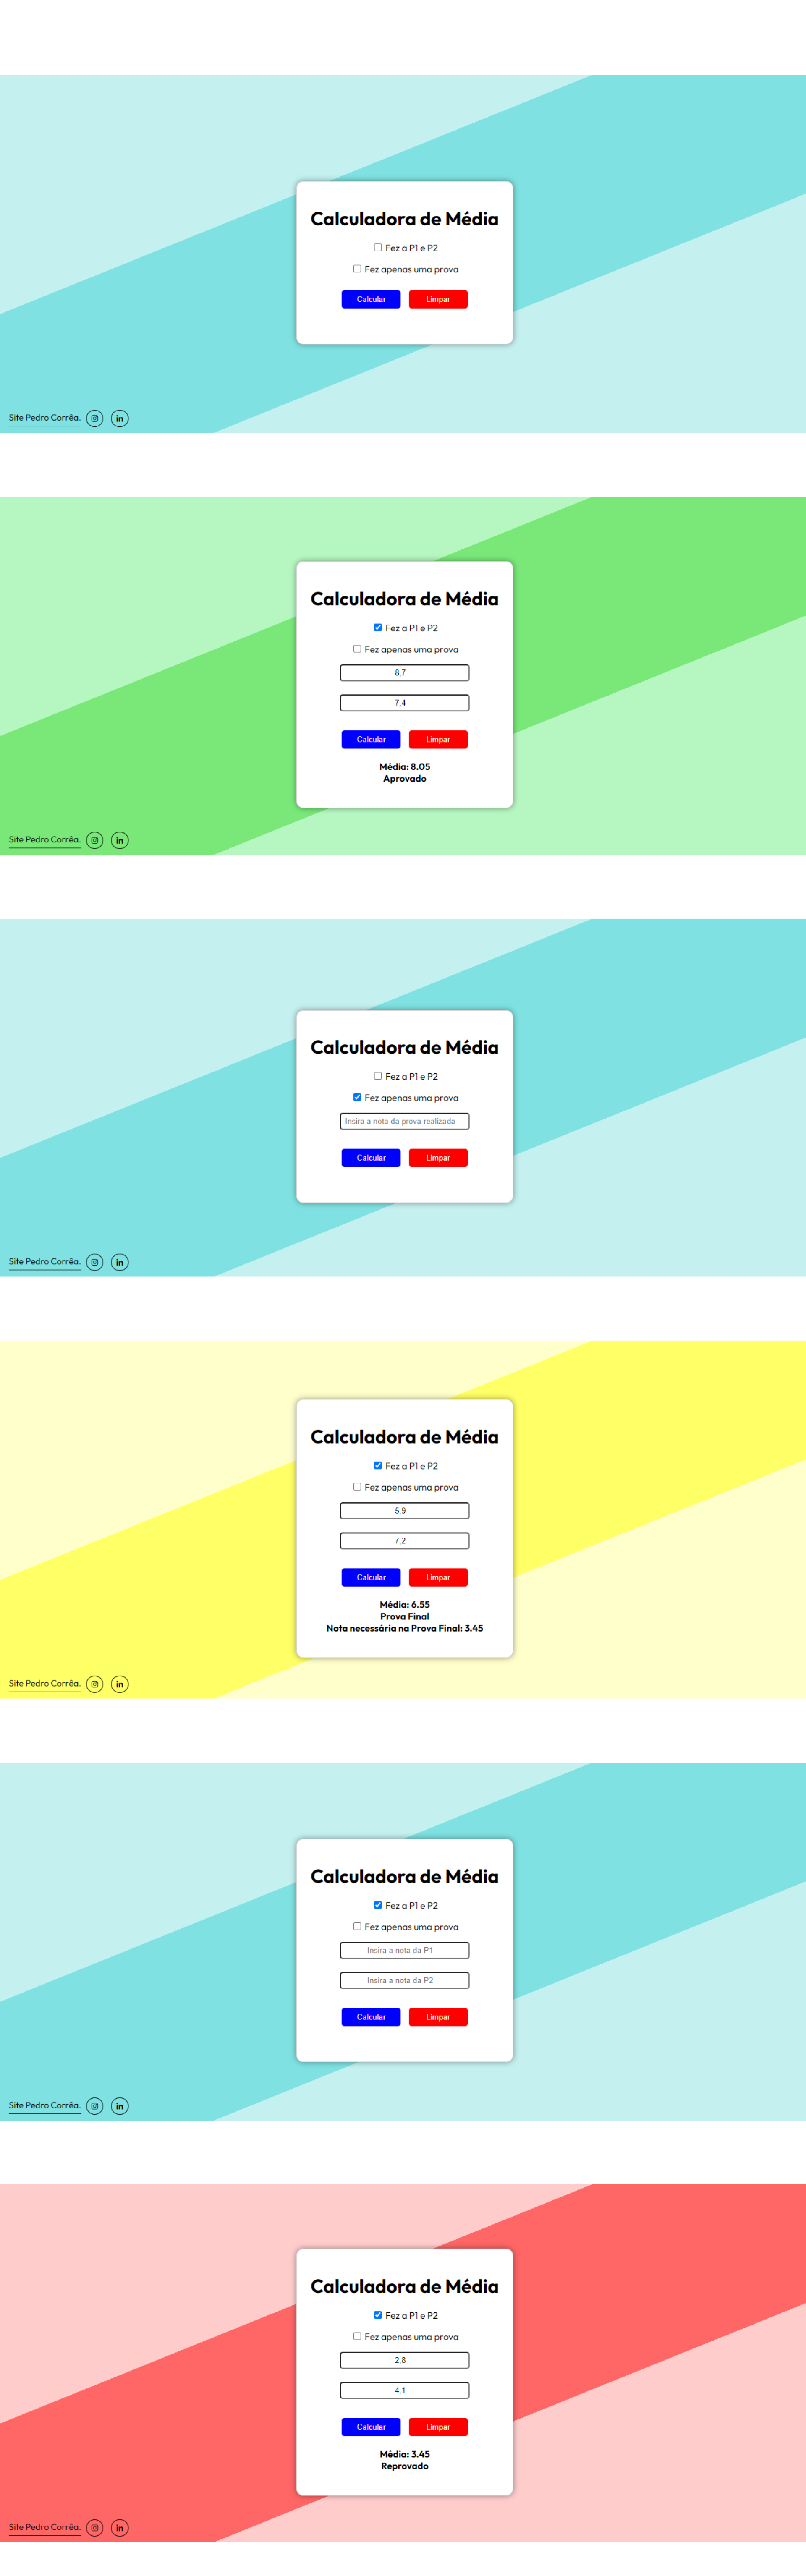 Calculadora de Média
Fez a P1 e P2
Fez apenas uma prova
Calcular Limpar
Site Pedro Corrêa.
Calculadora de Média
Fez a P1 e P2
Fez apenas uma prova
8,7
7,4
Calcular Limpar
Média: 8.05
Aprovado
Site Pedro Corrêa.
Calculadora de Média
Fez a P1 e P2
Fez apenas uma prova
Insira a nota da prova realizada
Calcular Limpar
Site Pedro Corrêa.
Calculadora de Média
Fez a P1 e P2
Fez apenas uma prova
5,9
7,2
Calcular Limpar
Média: 6.55
Prova Final
Nota necessária na Prova Final: 3.45
Site Pedro Corrêa.
Calculadora de Média
Fez a P1 e P2
Fez apenas uma prova
Insira a nota da P1
Insira a nota da P2
Calcular Limpar
Site Pedro Corrêa.
Calculadora de Média
Fez a P1 e P2
Fez apenas uma prova
2,8
4,1
Calcular Limpar
Média: 3.45
Reprovado
Site Pedro Corrêa.